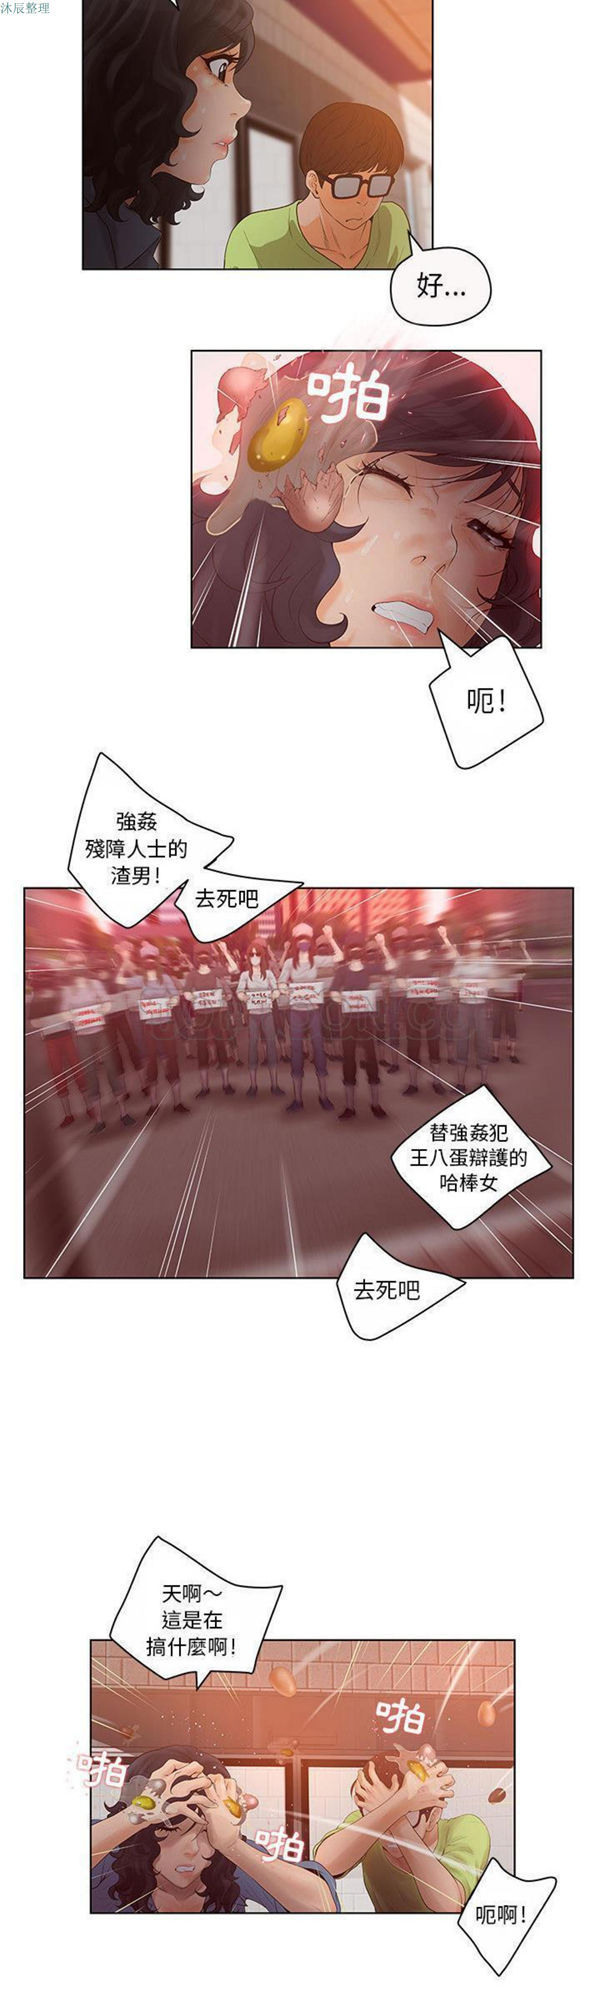 沐辰整理
好...
啪
呃!
強姦
殘障人士的
渣男!
去死吧
替強姦犯
王八蛋辯護的
哈棒女
去死吧
天啊～
這是在
搞什麼啊!
啪
啪
啪
呃啊!